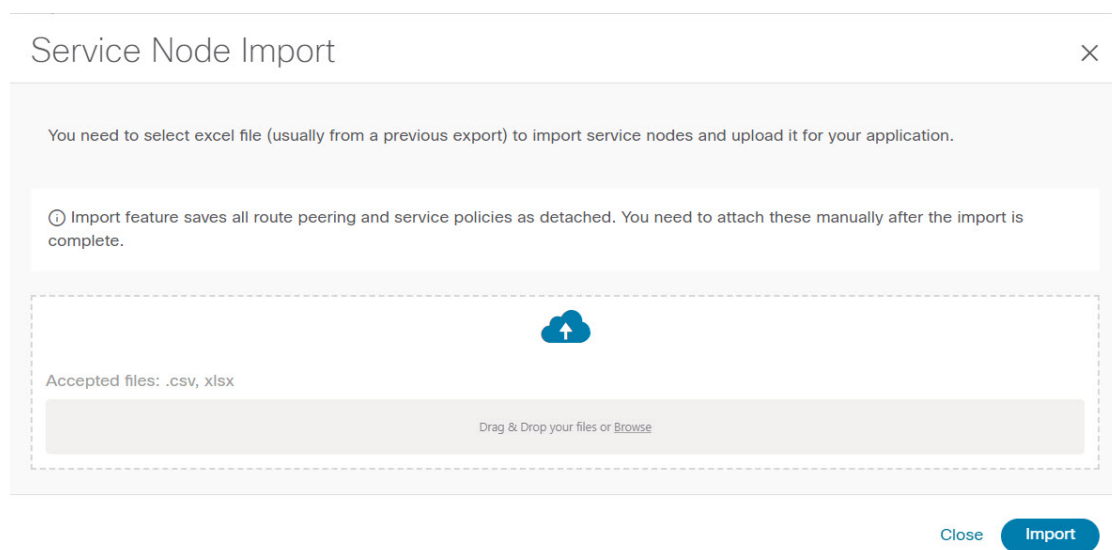 Service Node Import
You need to select excel file (usually from a previous export) to import service nodes and upload it for your application.
Import feature saves all route peering and service policies as detached. You need to attach these manually after the import is
complete.
Accepted files: .csv, xlsx
Drag & Drop your files or Browse
Close Import